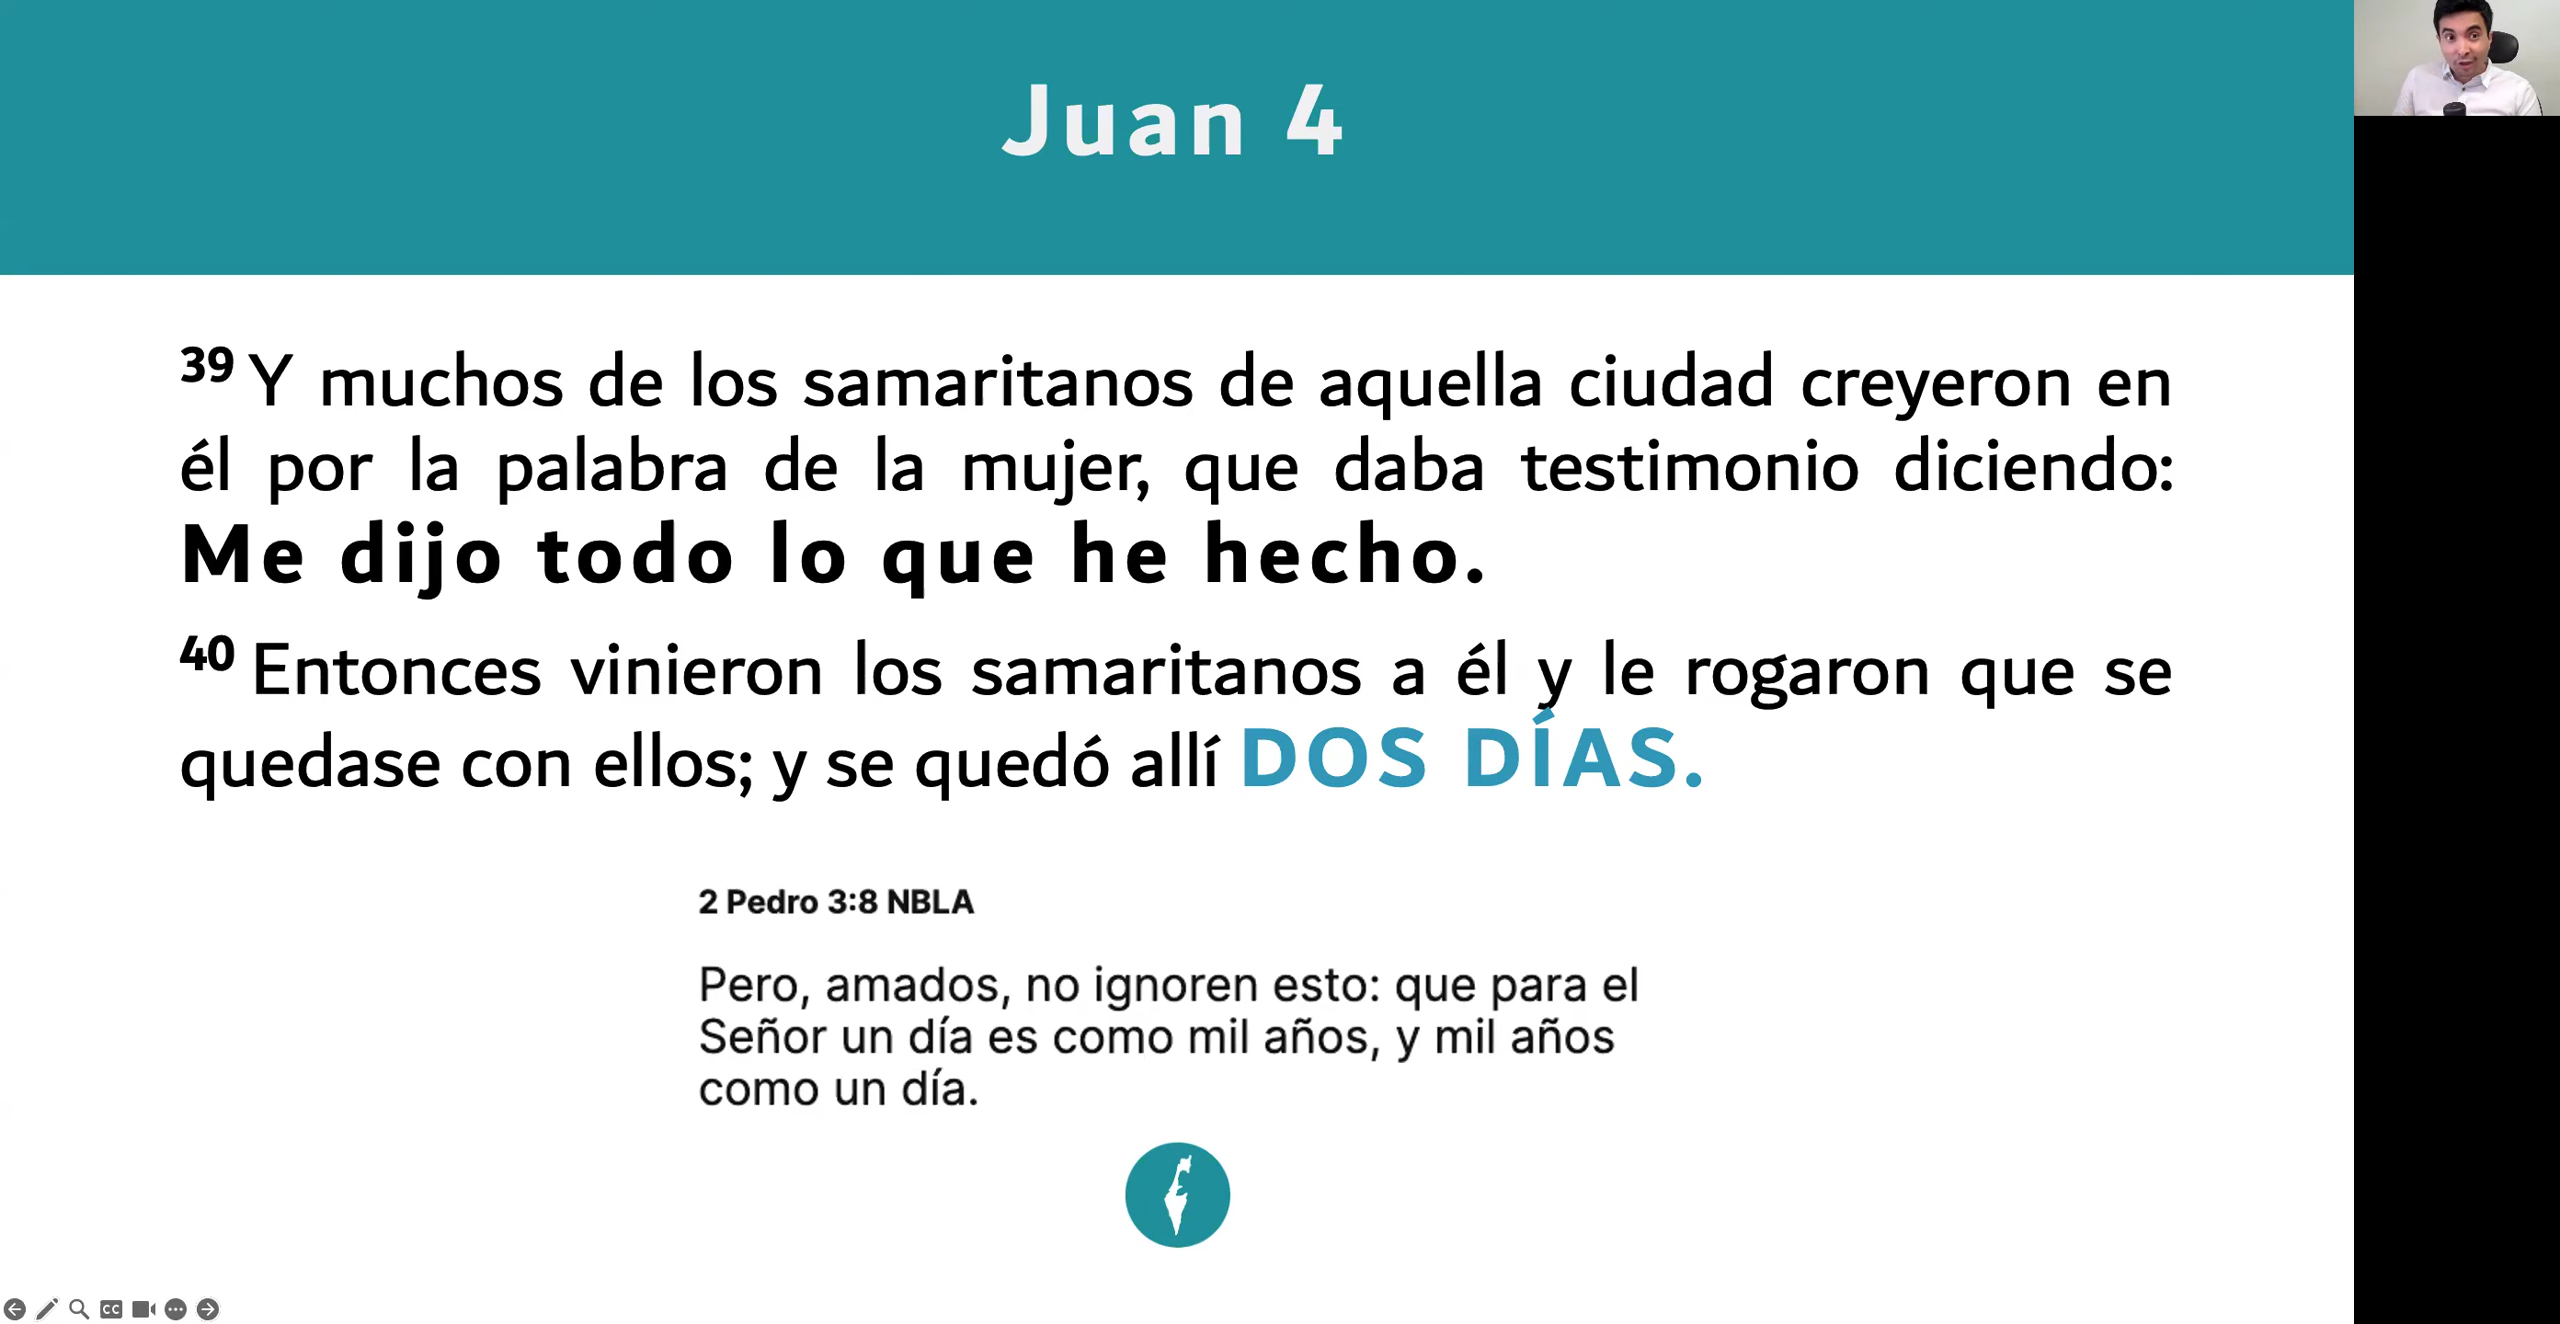 Juan 4
39 Y muchos de los samaritanos de aquella ciudad creyeron en
él por la palabra de la mujer, que daba testimonio diciendo:
Me dijo todo lo que he hecho.
40 Entonces vinieron los samaritanos a él y le rogaron que se
quedase con ellos; y se quedó allí DOS DÍAS.
2 Pedro 3:8 NBLA
Pero, amados, no ignoren esto: que para el
Señor un día es como mil años, y mil años
como un día.
CC